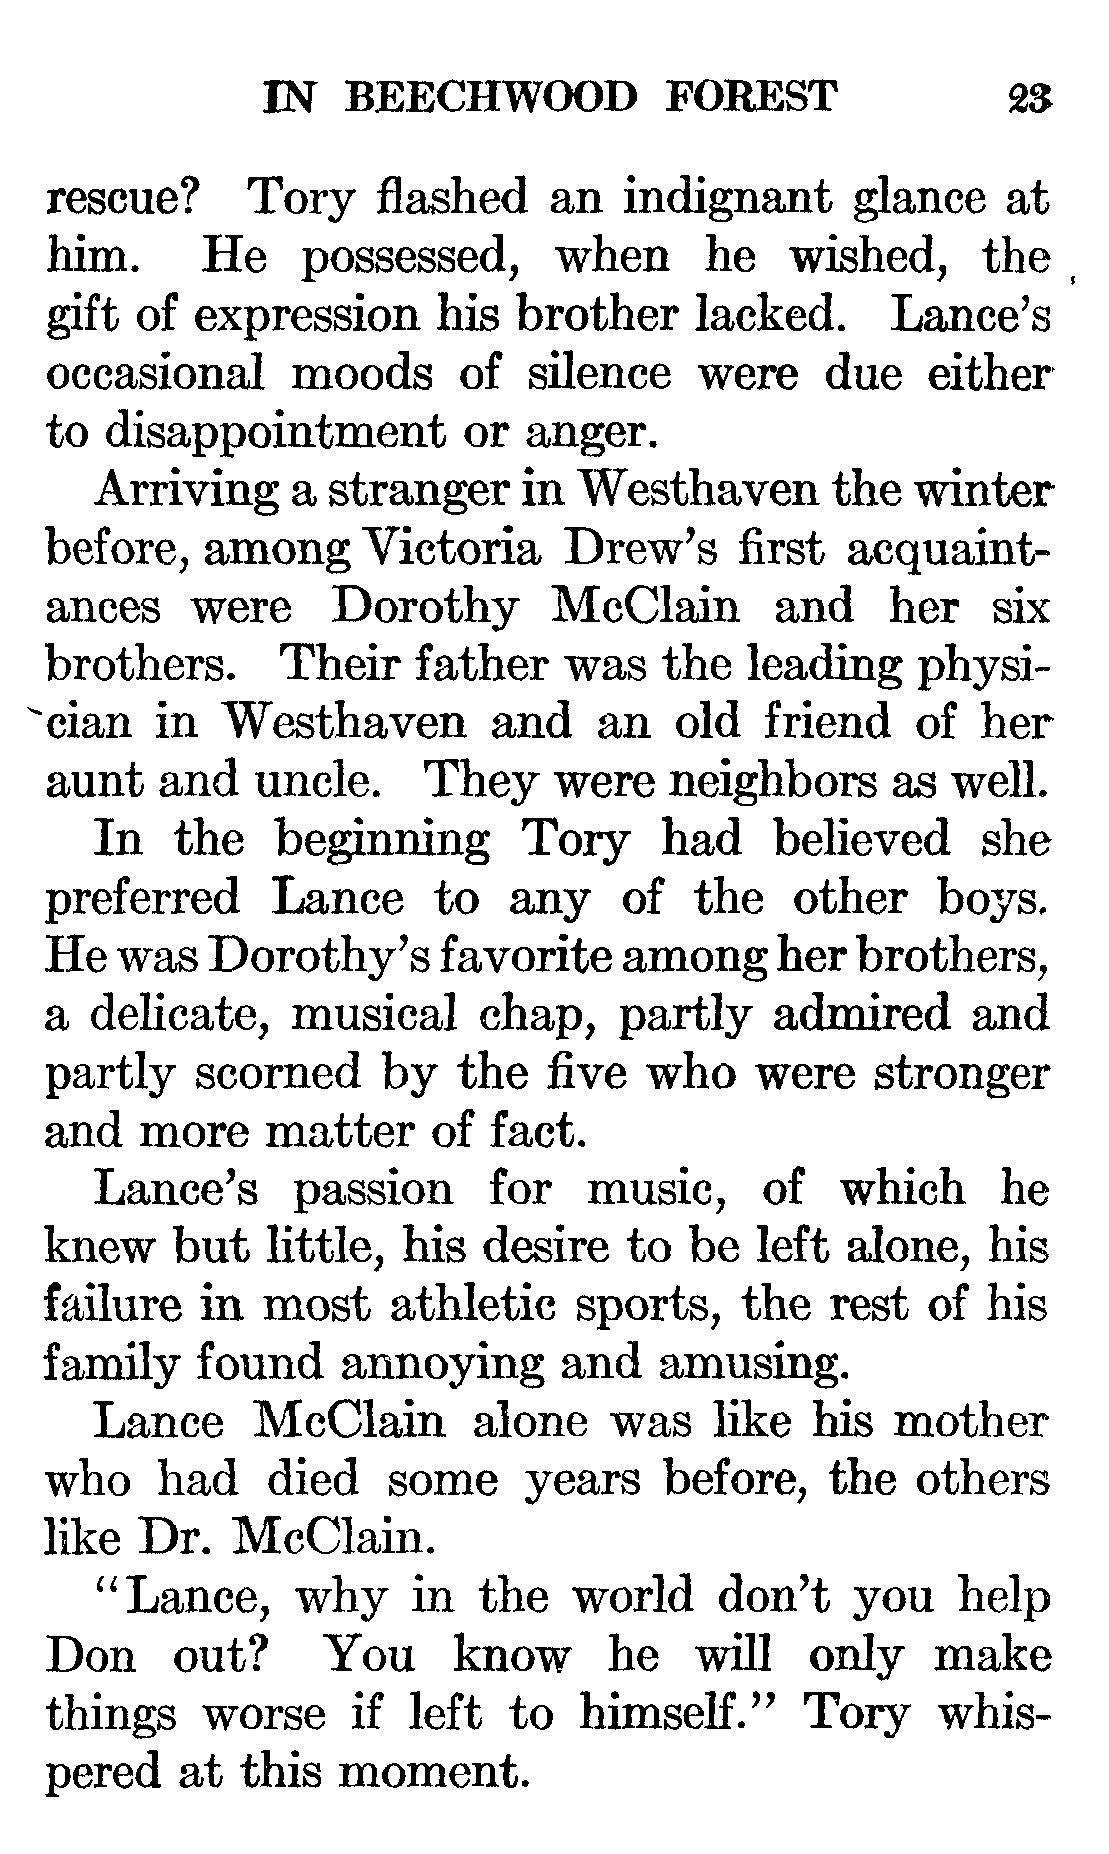 IN BEECHWOOD FOREST 23
rescue? Tory flashed an indignant glance at
him. He possessed, when he wished, the
gift of expression his brother lacked. Lance's
occasional moods of silence were due either
to disappointment or anger.
Arriving a stranger in Westhaven the winter
before, among Victoria Drew's first acquaint-
ances were Dorothy McClain and her six
brothers. Their father was the leading physi-
cian in Westhaven and an old friend of her
aunt and uncle. They were neighbors as well.
In the beginning Tory had believed she
preferred Lance to any of the other boys.
He was Dorothy's favorite among her brothers,
a delicate, musical chap, partly admired and
partly scorned by the five who were stronger
and more matter of fact.
Lance's passion for music, of which he
knew but little, his desire to be left alone, his
failure in most athletic sports, the rest of his
family found annoying and amusing.
Lance McClain alone was like his mother
who had died some years before, the others
like Dr. McClain.
"Lance, why in the world don't you help
Don out? You know he will only make
things worse if left to himself." Tory whis-
pered at this moment.